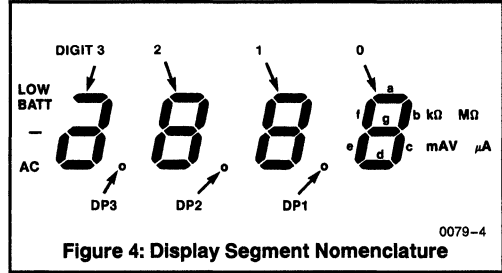 DIGIT 3 2 1 0
a
LOW
BATT
f g b kΩ MΩ
–
e d c mAV μA
AC
DP3 DP2 DP1
0079–4
Figure 4: Display Segment Nomenclature